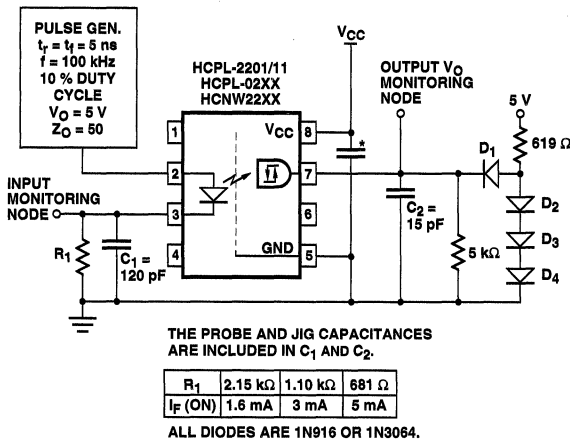 PULSE GEN.
tr = tf = 5 ns
f = 100 kHz
10 % DUTY
CYCLE
VO = 5 V
ZO = 50
HCPL-2201/11
HCPL-02XX
HCNW22XX
VCC
OUTPUT VO
MONITORING
NODE
5 V
619 Ω
D1
1
VCC
8
*
2
7
D2
INPUT
MONITORING
NODE
3
6
C2 =
15 pF
D3
R1
C1 =
120 pF
4
GND
5
5 kΩ
D4
THE PROBE AND JIG CAPACITANCES
ARE INCLUDED IN C1 AND C2.
R1 2.15 kΩ 1.10 kΩ 681 Ω
IF (ON) 1.6 mA 3 mA 5 mA
ALL DIODES ARE 1N916 OR 1N3064.